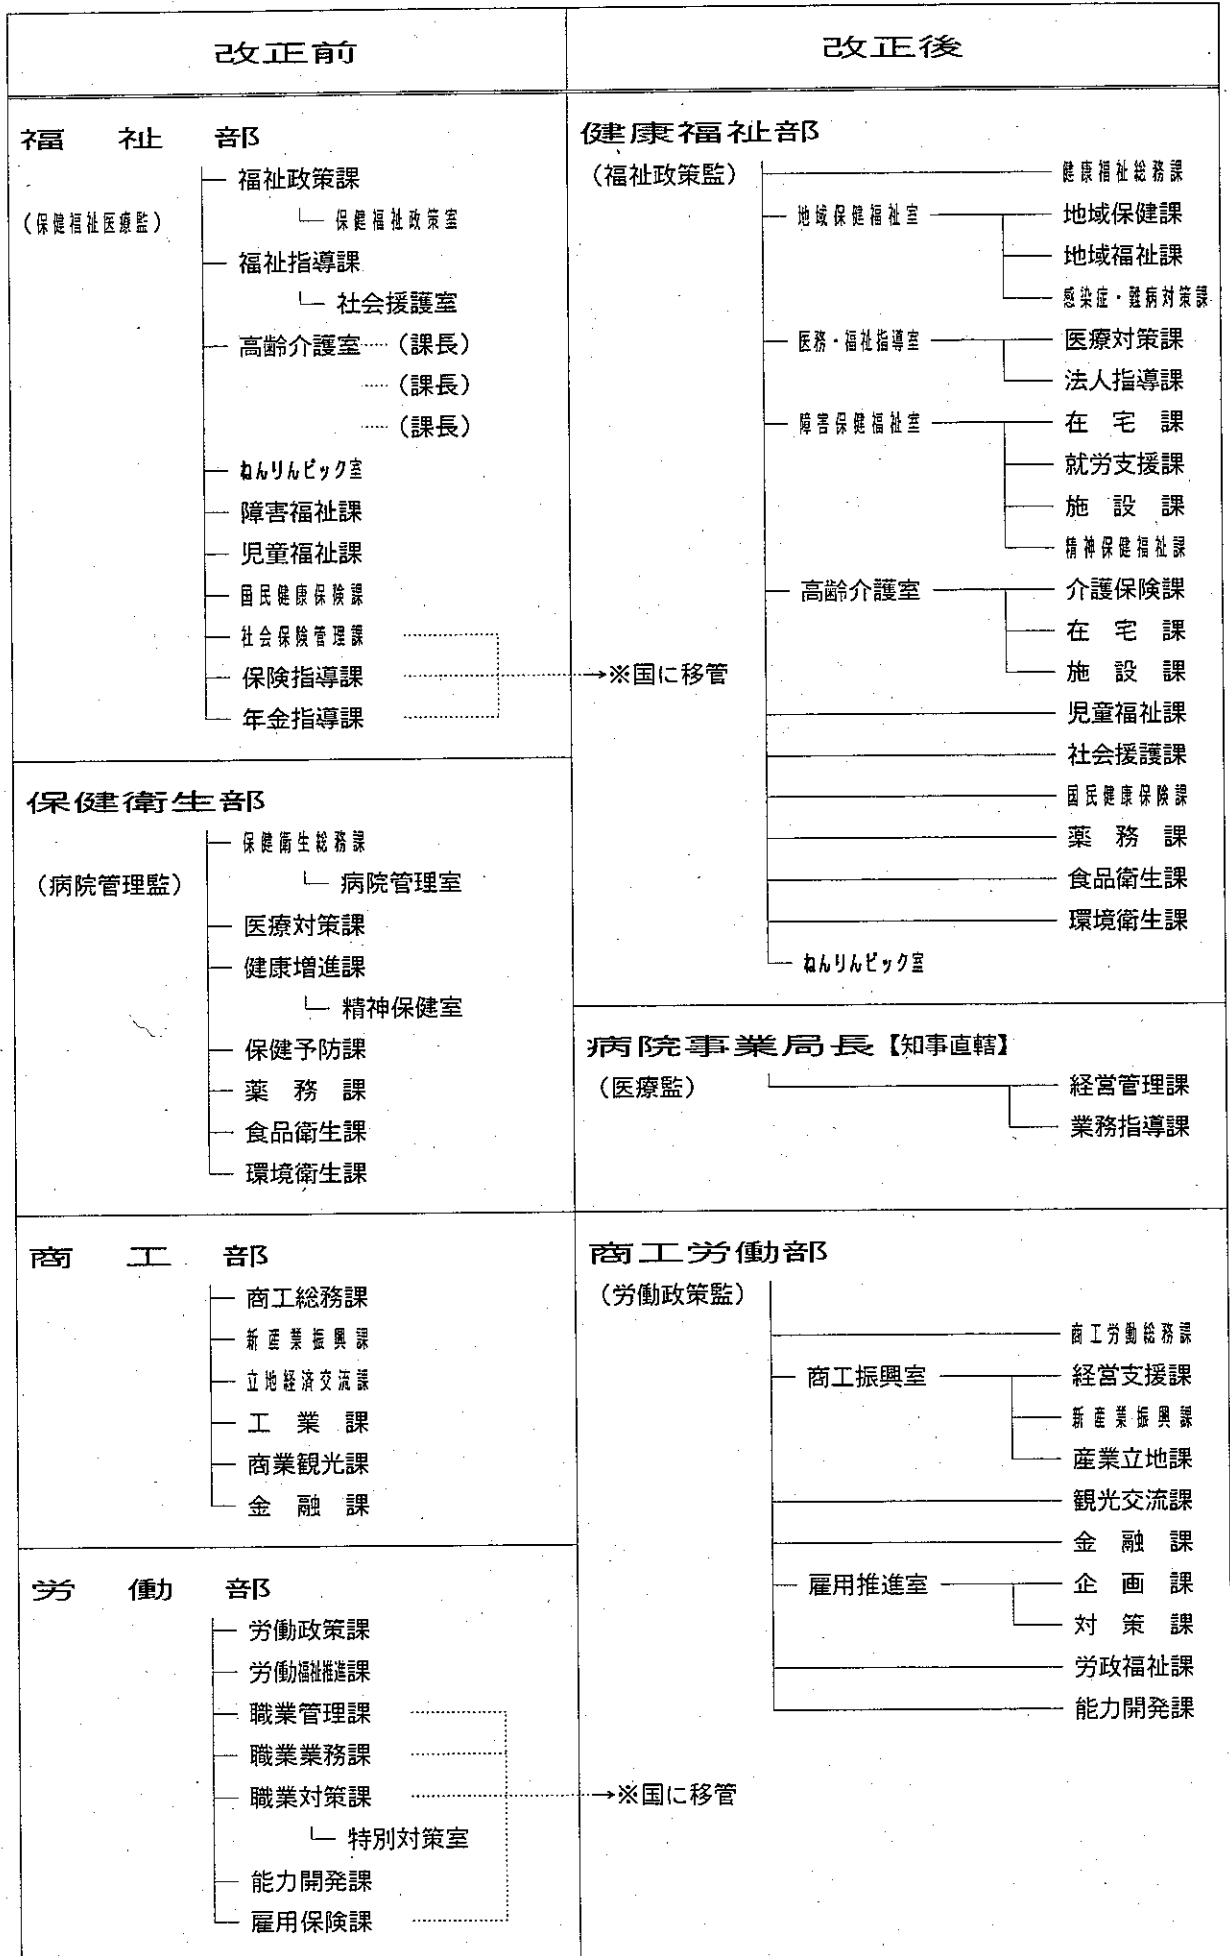 改正前
改正後
福祉部
(保健福祉医療監)
福祉政策課
保健福祉政策室
福祉指導課
社会援護室
高齢介護室……(課長)
……(課長)
……(課長)
ねんりんピック室
障害福祉課
児童福祉課
国民健康保険課
社会保険管理課
保険指導課
年金指導課
→※国に移管
保健衛生部
(病院管理監)
保健衛生総務課
病院管理室
医療対策課
健康増進課
精神保健室
保健予防課
薬務課
食品衛生課
環境衛生課
商工部
商工総務課
新産業振興課
立地経済交流課
工業課
商業観光課
金融課
労働部
労働政策課
労働福祉推進課
職業管理課
職業業務課
職業対策課
特別対策室
能力開発課
雇用保険課
→※国に移管
健康福祉部
(福祉政策監)
健康福祉総務課
地域保健福祉室
地域保健課
地域福祉課
感染症・難病対策課
医務・福祉指導室
医療対策課
法人指導課
障害保健福祉室
在宅課
就労支援課
施設課
精神保健福祉課
高齢介護室
介護保険課
在宅課
施設課
児童福祉課
社会援護課
国民健康保険課
薬務課
食品衛生課
環境衛生課
ねんりんピック室
病院事業局長【知事直轄】
(医療監)
経営管理課
業務指導課
商工労働部
(労働政策監)
商工労働総務課
商工振興室
経営支援課
新産業振興課
産業立地課
観光交流課
金融課
雇用推進室
企画課
対策課
労政福祉課
能力開発課